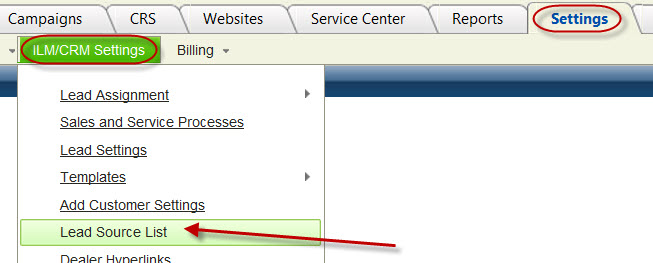 Campaigns CRS Websites Service Center Reports Settings
ILM/CRM Settings Billing
Lead Assignment
Sales and Service Processes
Lead Settings
Templates
Add Customer Settings
Lead Source List
Dealer Hyperlinks